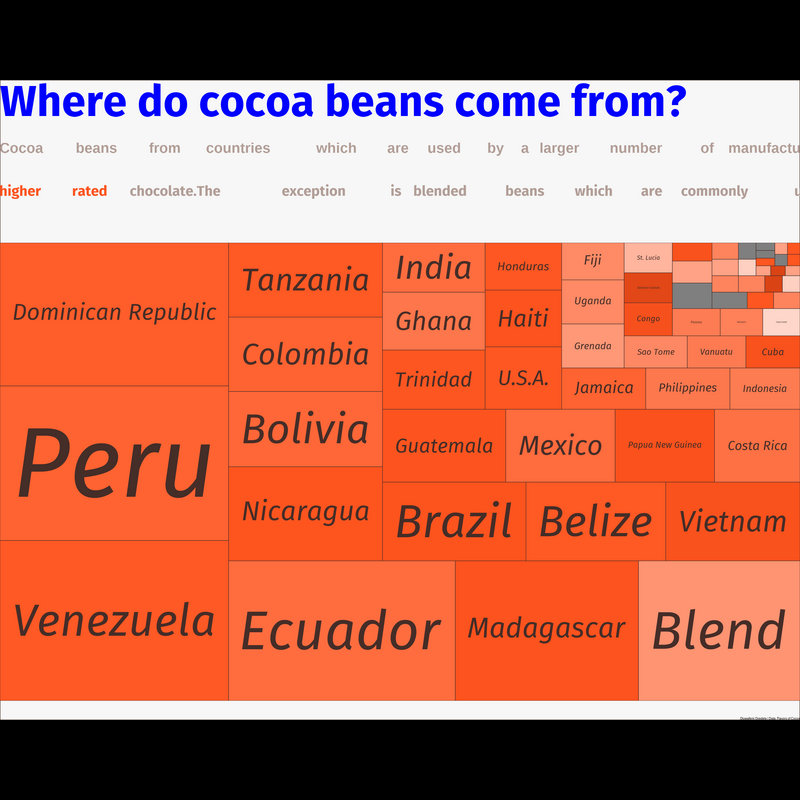 Where do cocoa beans come from?
Cocoa beans from countries which are used by a larger number of manufactu
higher rated chocolate.The exception is blended beans which are commonly
Dominican Republic
Tanzania
India
Honduras
Fiji
St. Lucia
Uganda
Ghana
Haiti
Congo
Colombia
Grenada
Sao Tome
Vanuatu
Cuba
Trinidad
U.S.A.
Jamaica
Philippines
Indonesia
Peru
Bolivia
Guatemala
Mexico
Papua New Guinea
Costa Rica
Nicaragua
Brazil
Belize
Vietnam
Venezuela
Ecuador
Madagascar
Blend